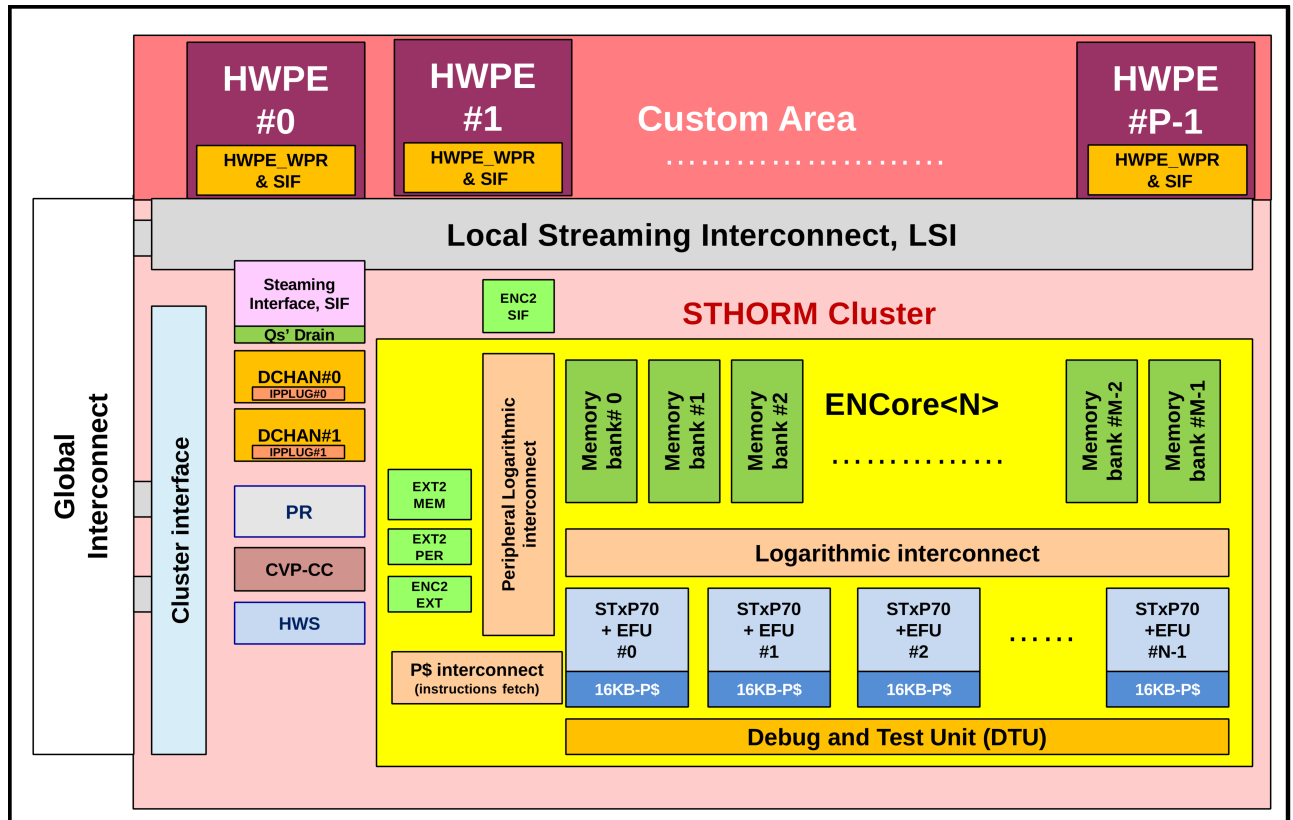 HWPE
#0
HWPE_WPR
& SIF
HWPE
#1
HWPE_WPR
& SIF
Custom Area
........................
HWPE
#P-1
HWPE_WPR
& SIF
Local Streaming Interconnect, LSI
Global
Interconnect
Cluster interface
Steaming
Interface, SIF
Qs’ Drain
DCHAN#0
IPPLUG#0
DCHAN#1
IPPLUG#1
PR
CVP-CC
HWS
ENC2
SIF
STHORM Cluster
EXT2
MEM
EXT2
PER
ENC2
EXT
Peripheral Logarithmic
interconnect
P$ interconnect
(instructions fetch)
Memory
bank# 0
Memory
bank #1
Memory
bank #2
ENCore<N>
...............
Memory
bank #M-2
Memory
bank #M-1
Logarithmic interconnect
STxP70
+ EFU
#0
16KB-P$
STxP70
+ EFU
#1
16KB-P$
STxP70
+EFU
#2
16KB-P$
......
STxP70
+EFU
#N-1
16KB-P$
Debug and Test Unit (DTU)